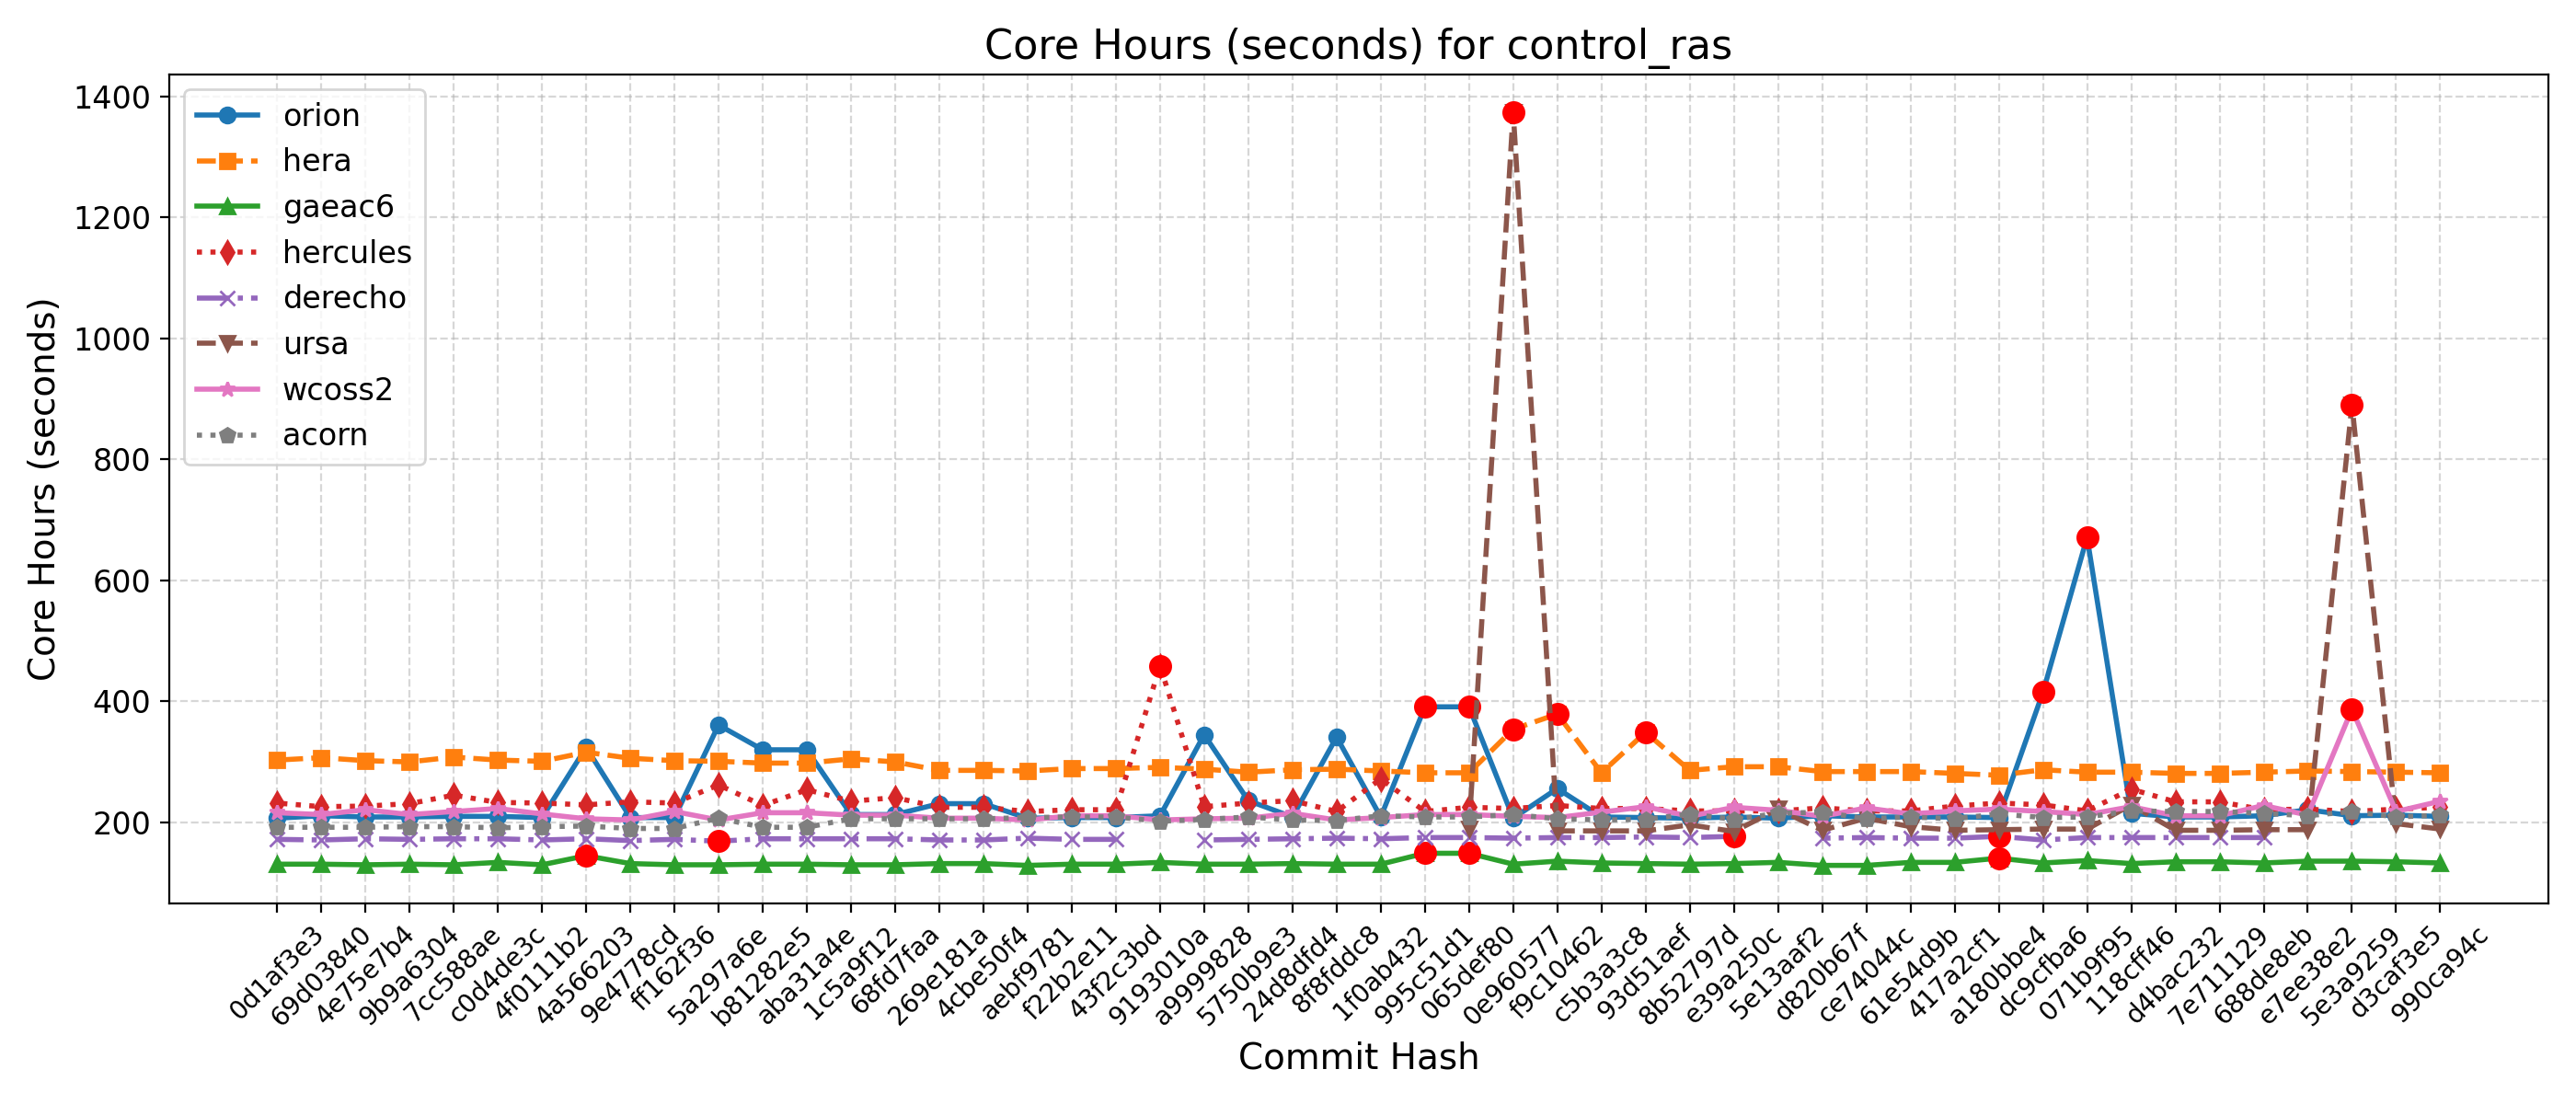 Core Hours (seconds) for control_ras
Core Hours (seconds)
1400
1200
1000
800
600
400
200
orion
hera
gaeac6
hercules
derecho
ursa
wcoss2
acorn
0d1af3e3
69d03840
4e75e7b4
9b9a6304
7cc588ae
c0d4de3c
4f0111b2
4a566203
9e4778cd
ff162f36
5a297a6e
b81282e5
aba31a4e
1c5a9f12
68fd7faa
269e181a
4cbe50f4
aebf9781
f22b2e11
43f2c3bd
9193010a
a9999828
5750b9e3
24d8dfd4
8f8fddc8
1f0ab432
995c51d1
065def80
0e960577
f9c10462
c5b3a3c8
93d51aef
8b52797d
e39a250c
5e13aaf2
d820b67f
ce74044c
61e54d9b
417a2cf1
a180bbe4
dc9cfba6
071b9f95
118cff46
d4bac232
7e711129
688de8eb
e7ee38e2
5e3a9259
d3caf3e5
990ca94c
Commit Hash